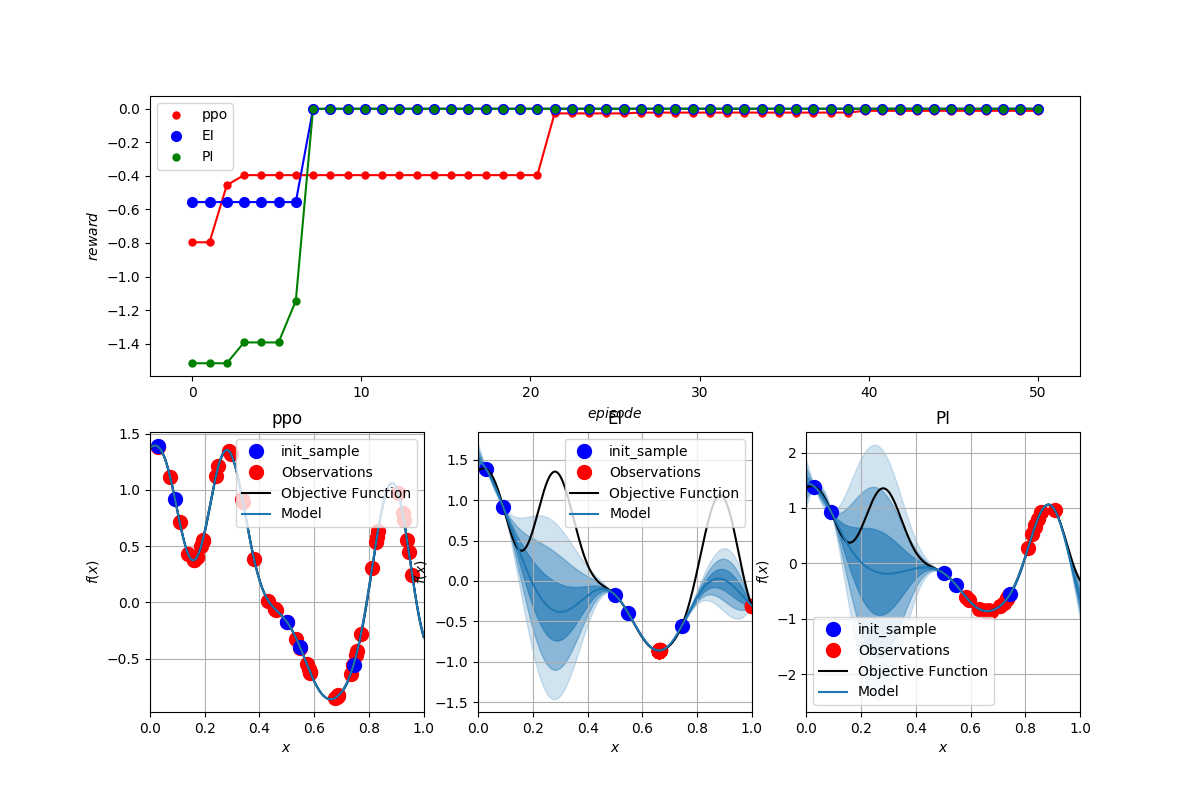 0.0
−0.2
−0.4
−0.6
−0.8
−1.0
−1.2
−1.4
reward
ppo
EI
PI
0 10 20 30 40 50
episode
ppo EI PI
1.5
1.0
0.5
0.0
−0.5
f(x)
init_sample
Observations
Objective Function
Model
0.0 0.2 0.4 0.6 0.8 1.0
x
1.5
1.0
0.5
0.0
−0.5
−1.0
−1.5
f(x)
init_sample
Observations
Objective Function
Model
0.0 0.2 0.4 0.6 0.8 1.0
x
2
1
0
−1
−2
f(x)
init_sample
Observations
Objective Function
Model
0.0 0.2 0.4 0.6 0.8 1.0
x